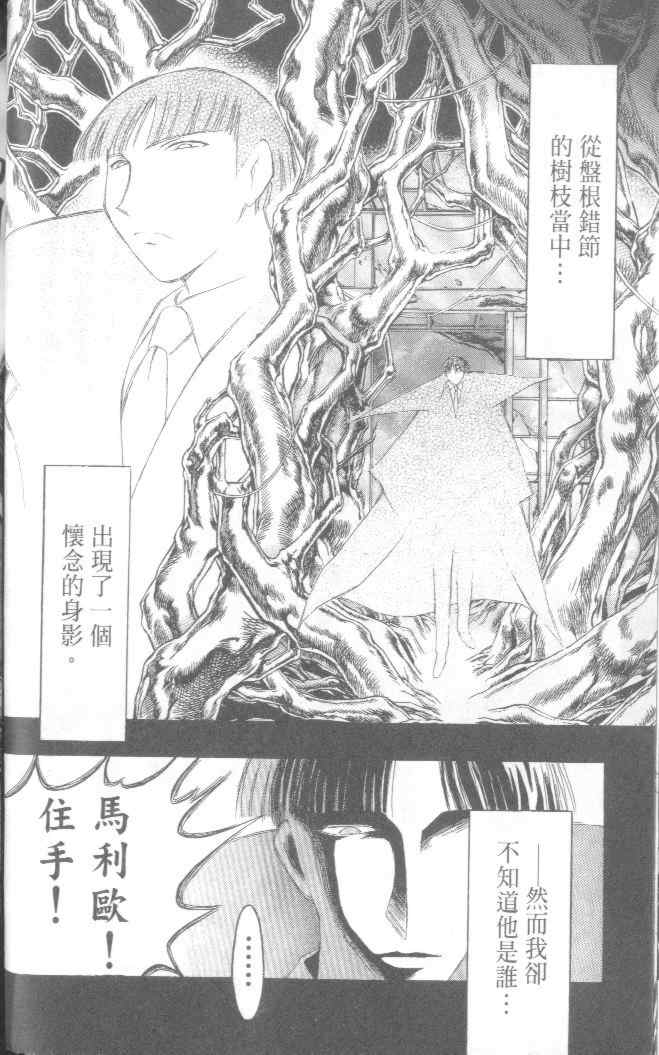 從盤根錯節
的樹枝當中…
出現了一個
懷念的身影。
——然而我卻
不知道他是誰…
……
馬利歐！
住手！